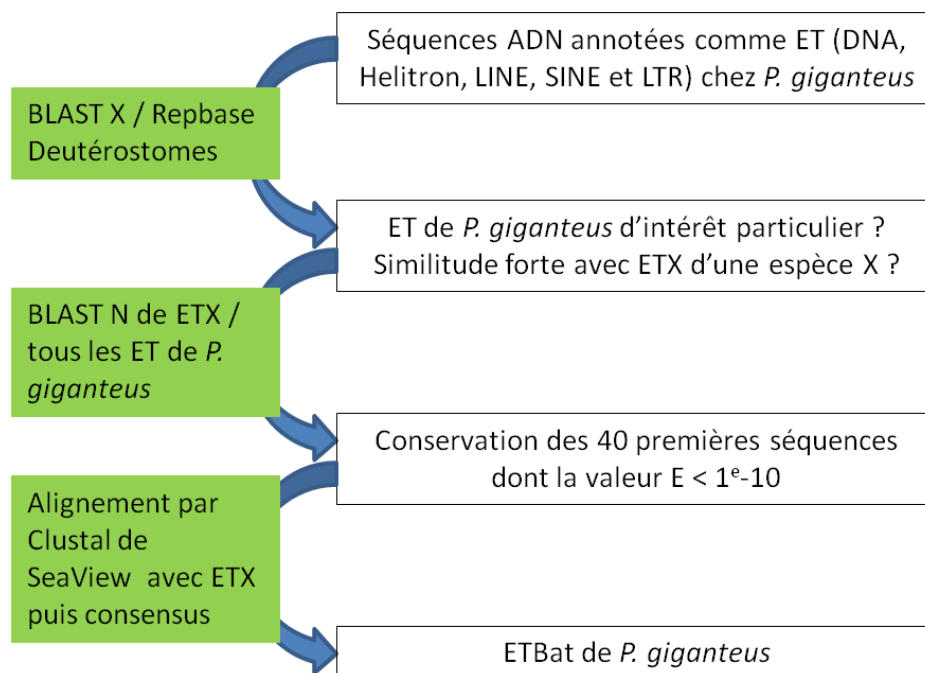 Séquences ADN annotées comme ET (DNA,
Helitron, LINE, SINE et LTR) chez P. giganteus
BLAST X / Repbase
Deutérostomes
ET de P. giganteus d'intérêt particulier ?
Similitude forte avec ETX d'une espèce X ?
BLAST N de ETX /
tous les ET de P.
giganteus
Conservation des 40 premières séquences
dont la valeur E < 1ᵉ-10
Alignement par
Clustal de
SeaView avec ETX
puis consensus
ETBat de P. giganteus